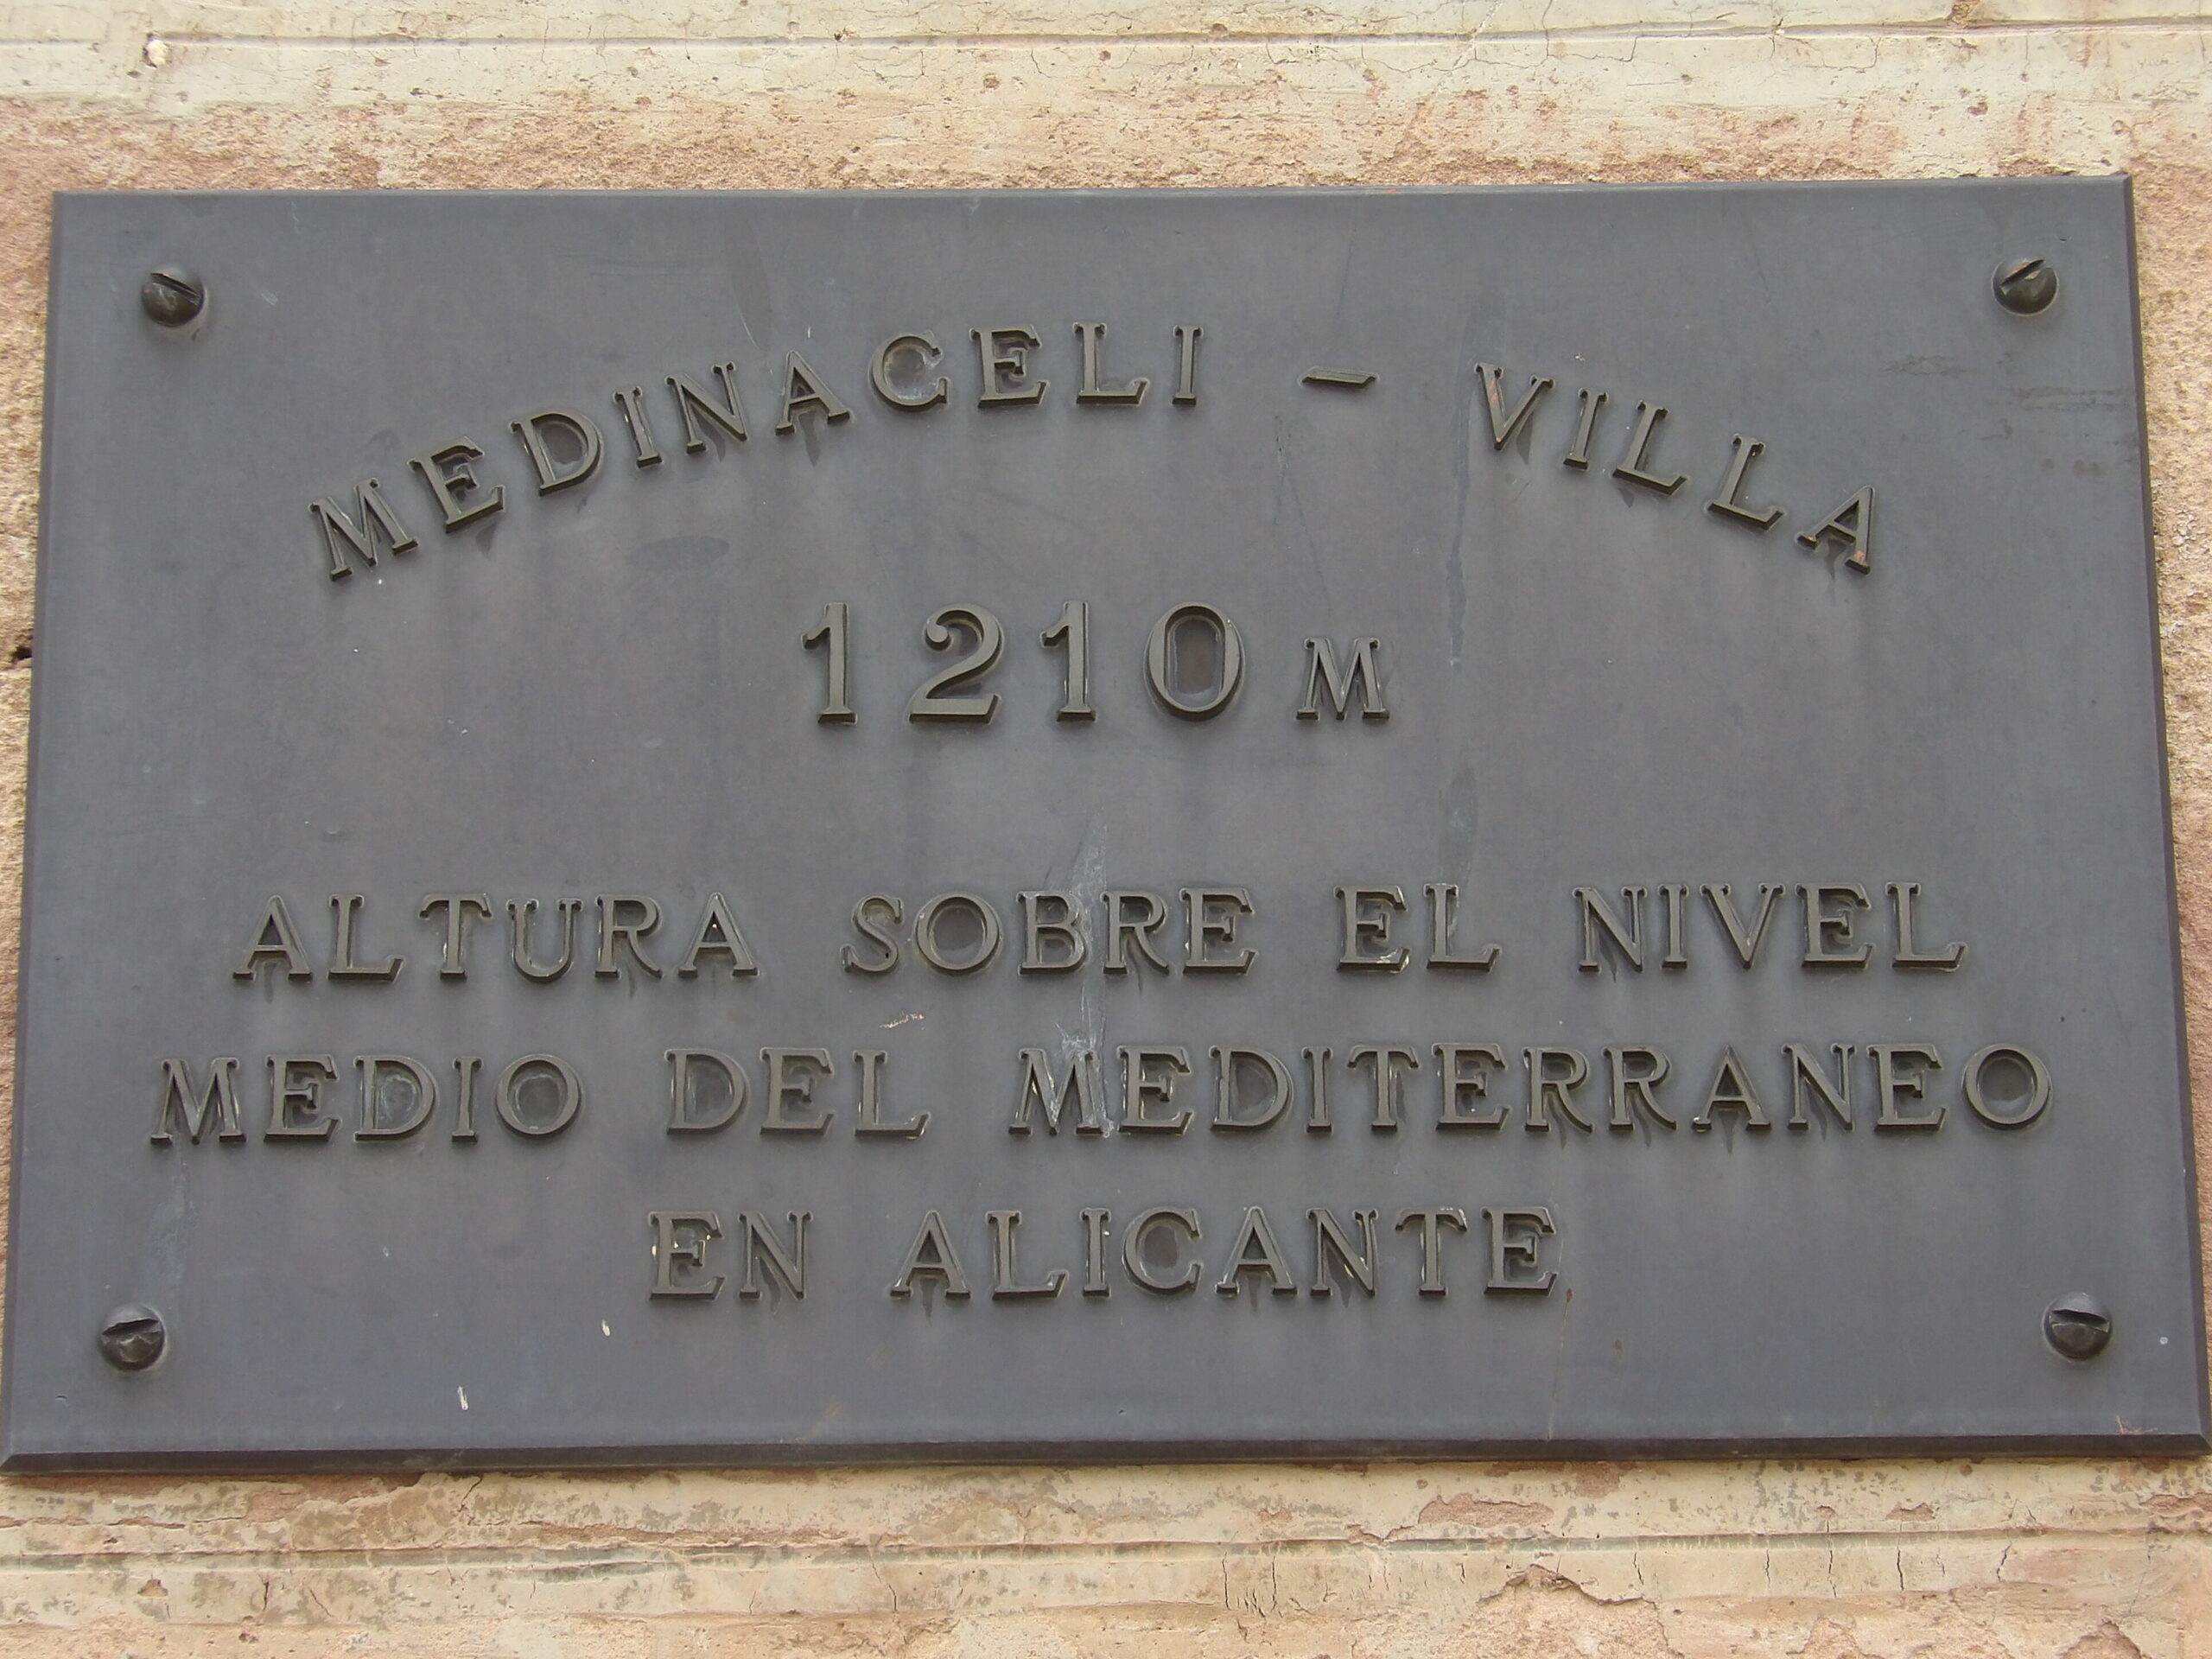 MEDINACELI – VILLA
1210 M
ALTURA SOBRE EL NIVEL
MEDIO DEL MEDITERRANEO
EN ALICANTE